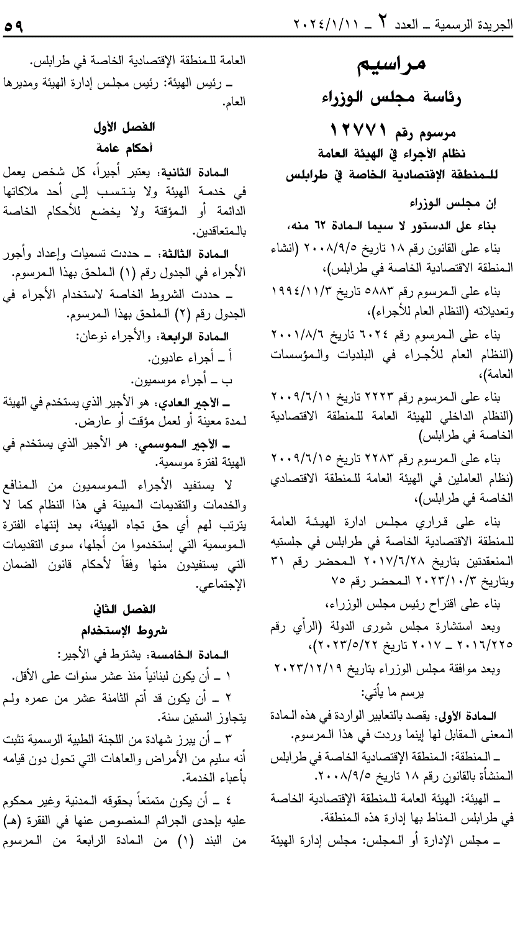 الجريدة الرسمية – العدد ٢ – ٢٠٢٤/١/١١
٥٩
مراسيم
رئاسة مجلس الوزراء
مرسوم رقم ١٢٧٧١
نظام الأجراء في الهيئة العامة
للمنطقة الإقتصادية الخاصة في طرابلس
إن مجلس الوزراء
بناء على الدستور لا سيما المادة ٦٢ منه،
بناء على القانون رقم ١٨ تاريخ ٢٠٠٨/٩/٥ (انشاء
المنطقة الاقتصادية الخاصة في طرابلس)،
بناء على المرسوم رقم ٥٨٨٣ تاريخ ١٩٩٤/١١/٣
وتعديلاته (النظام العام للأجراء)،
بناء على المرسوم رقم ٦٠٢٤ تاريخ ٢٠٠١/٨/٦
(النظام العام للأجراء في البلديات والمؤسسات
العامة)،
بناء على المرسوم رقم ٢٢٢٣ تاريخ ٢٠٠٩/٦/١١
(النظام الداخلي للهيئة العامة للمنطقة الاقتصادية
الخاصة في طرابلس)
بناء على المرسوم رقم ٢٢٨٣ تاريخ ٢٠٠٩/٦/١٥
(نظام العاملين في الهيئة العامة للمنطقة الاقتصادي
الخاصة في طرابلس)،
بناء على قراري مجلس ادارة الهيئة العامة
للمنطقة الاقتصادية الخاصة في طرابلس في جلستيه
المنعقدتين بتاريخ ٢٠١٧/٦/٢٨ المحضر رقم ٣١
وبتاريخ ٢٠٢٣/١٠/٣ المحضر رقم ٧٥
بناء على اقتراح رئيس مجلس الوزراء،
وبعد استشارة مجلس شورى الدولة (الرأي رقم
٢٠١٦/٢٢٥ – ٢٠١٧ تاريخ ٢٠٢٣/٥/٢٢)،
وبعد موافقة مجلس الوزراء بتاريخ ٢٠٢٣/١٢/١٩
يرسم ما يأتي:
المادة الأولى: يقصد بالتعابير الواردة في هذه المادة
المعنى المقابل لها إينما وردت في هذا المرسوم.
– المنطقة: المنطقة الإقتصادية الخاصة في طرابلس
المنشأة بالقانون رقم ١٨ تاريخ ٢٠٠٨/٩/٥.
– الهيئة: الهيئة العامة للمنطقة الإقتصادية الخاصة
في طرابلس المناط بها إدارة هذه المنطقة.
– مجلس الإدارة أو المجلس: مجلس إدارة الهيئة
العامة للمنطقة الإقتصادية الخاصة في طرابلس.
– رئيس الهيئة: رئيس مجلس إدارة الهيئة ومديرها
العام.
الفصل الأول
أحكام عامة
المادة الثانية: يعتبر أجيراً، كل شخص يعمل
في خدمة الهيئة ولا ينتسب إلى أحد ملاكاتها
الدائمة أو المؤقتة ولا يخضع للأحكام الخاصة
بالمتعاقدين.
المادة الثالثة: – حددت تسميات وإعداد وأجور
الأجراء في الجدول رقم (١) الملحق بهذا المرسوم.
– حددت الشروط الخاصة لاستخدام الأجراء في
الجدول رقم (٢) الملحق بهذا المرسوم.
المادة الرابعة: والأجراء نوعان:
أ – أجراء عاديون.
ب – أجراء موسميون.
– الأجير العادي: هو الأجير الذي يستخدم في الهيئة
لمدة معينة أو لعمل مؤقت أو عارض.
– الأجير الموسمي: هو الأجير الذي يستخدم في
الهيئة لفترة موسمية.
لا يستفيد الأجراء الموسميون من المنافع
والخدمات والتقديمات المبينة في هذا النظام كما لا
يترتب لهم أي حق تجاه الهيئة، بعد إنتهاء الفترة
الموسمية التي إستخدموا من أجلها، سوى التقديمات
التي يستفيدون منها وفقاً لأحكام قانون الضمان
الإجتماعي.
الفصل الثاني
شروط الإستخدام
المادة الخامسة: يشترط في الأجير:
١ – أن يكون لبنانياً منذ عشر سنوات على الأقل.
٢ – أن يكون قد أتم الثامنة عشر من عمره ولم
يتجاوز الستين سنة.
٣ – أن يبرز شهادة من اللجنة الطبية الرسمية تثبت
أنه سليم من الأمراض والعاهات التي تحول دون قيامه
بأعباء الخدمة.
٤ – أن يكون متمتعاً بحقوقه المدنية وغير محكوم
عليه بإحدى الجرائم المنصوص عنها في الفقرة (هـ)
من البند (١) من المادة الرابعة من المرسوم